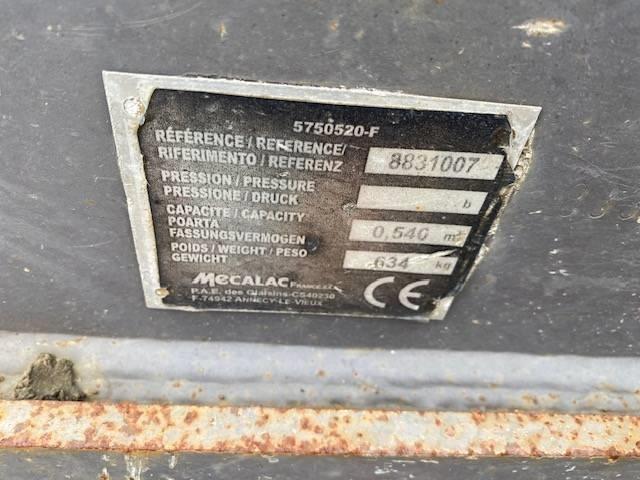 5750520-F
RÉFÉRENCE / REFERENCE/
RIFERIMENTO / REFERENZ 8831007
PRESSION / PRESSURE
PRESSIONE / DRUCK b
CAPACITE / CAPACITY
POARTA 0,540 m³
FASSUNGSVERMOGEN
POIDS / WEIGHT / PESO 634 kg
GEWICHT
MECALAC FRANCE S.A.
P.A.E. des Glaisins-CS40230
F-74942 ANNECY-LE-VIEUX
CE